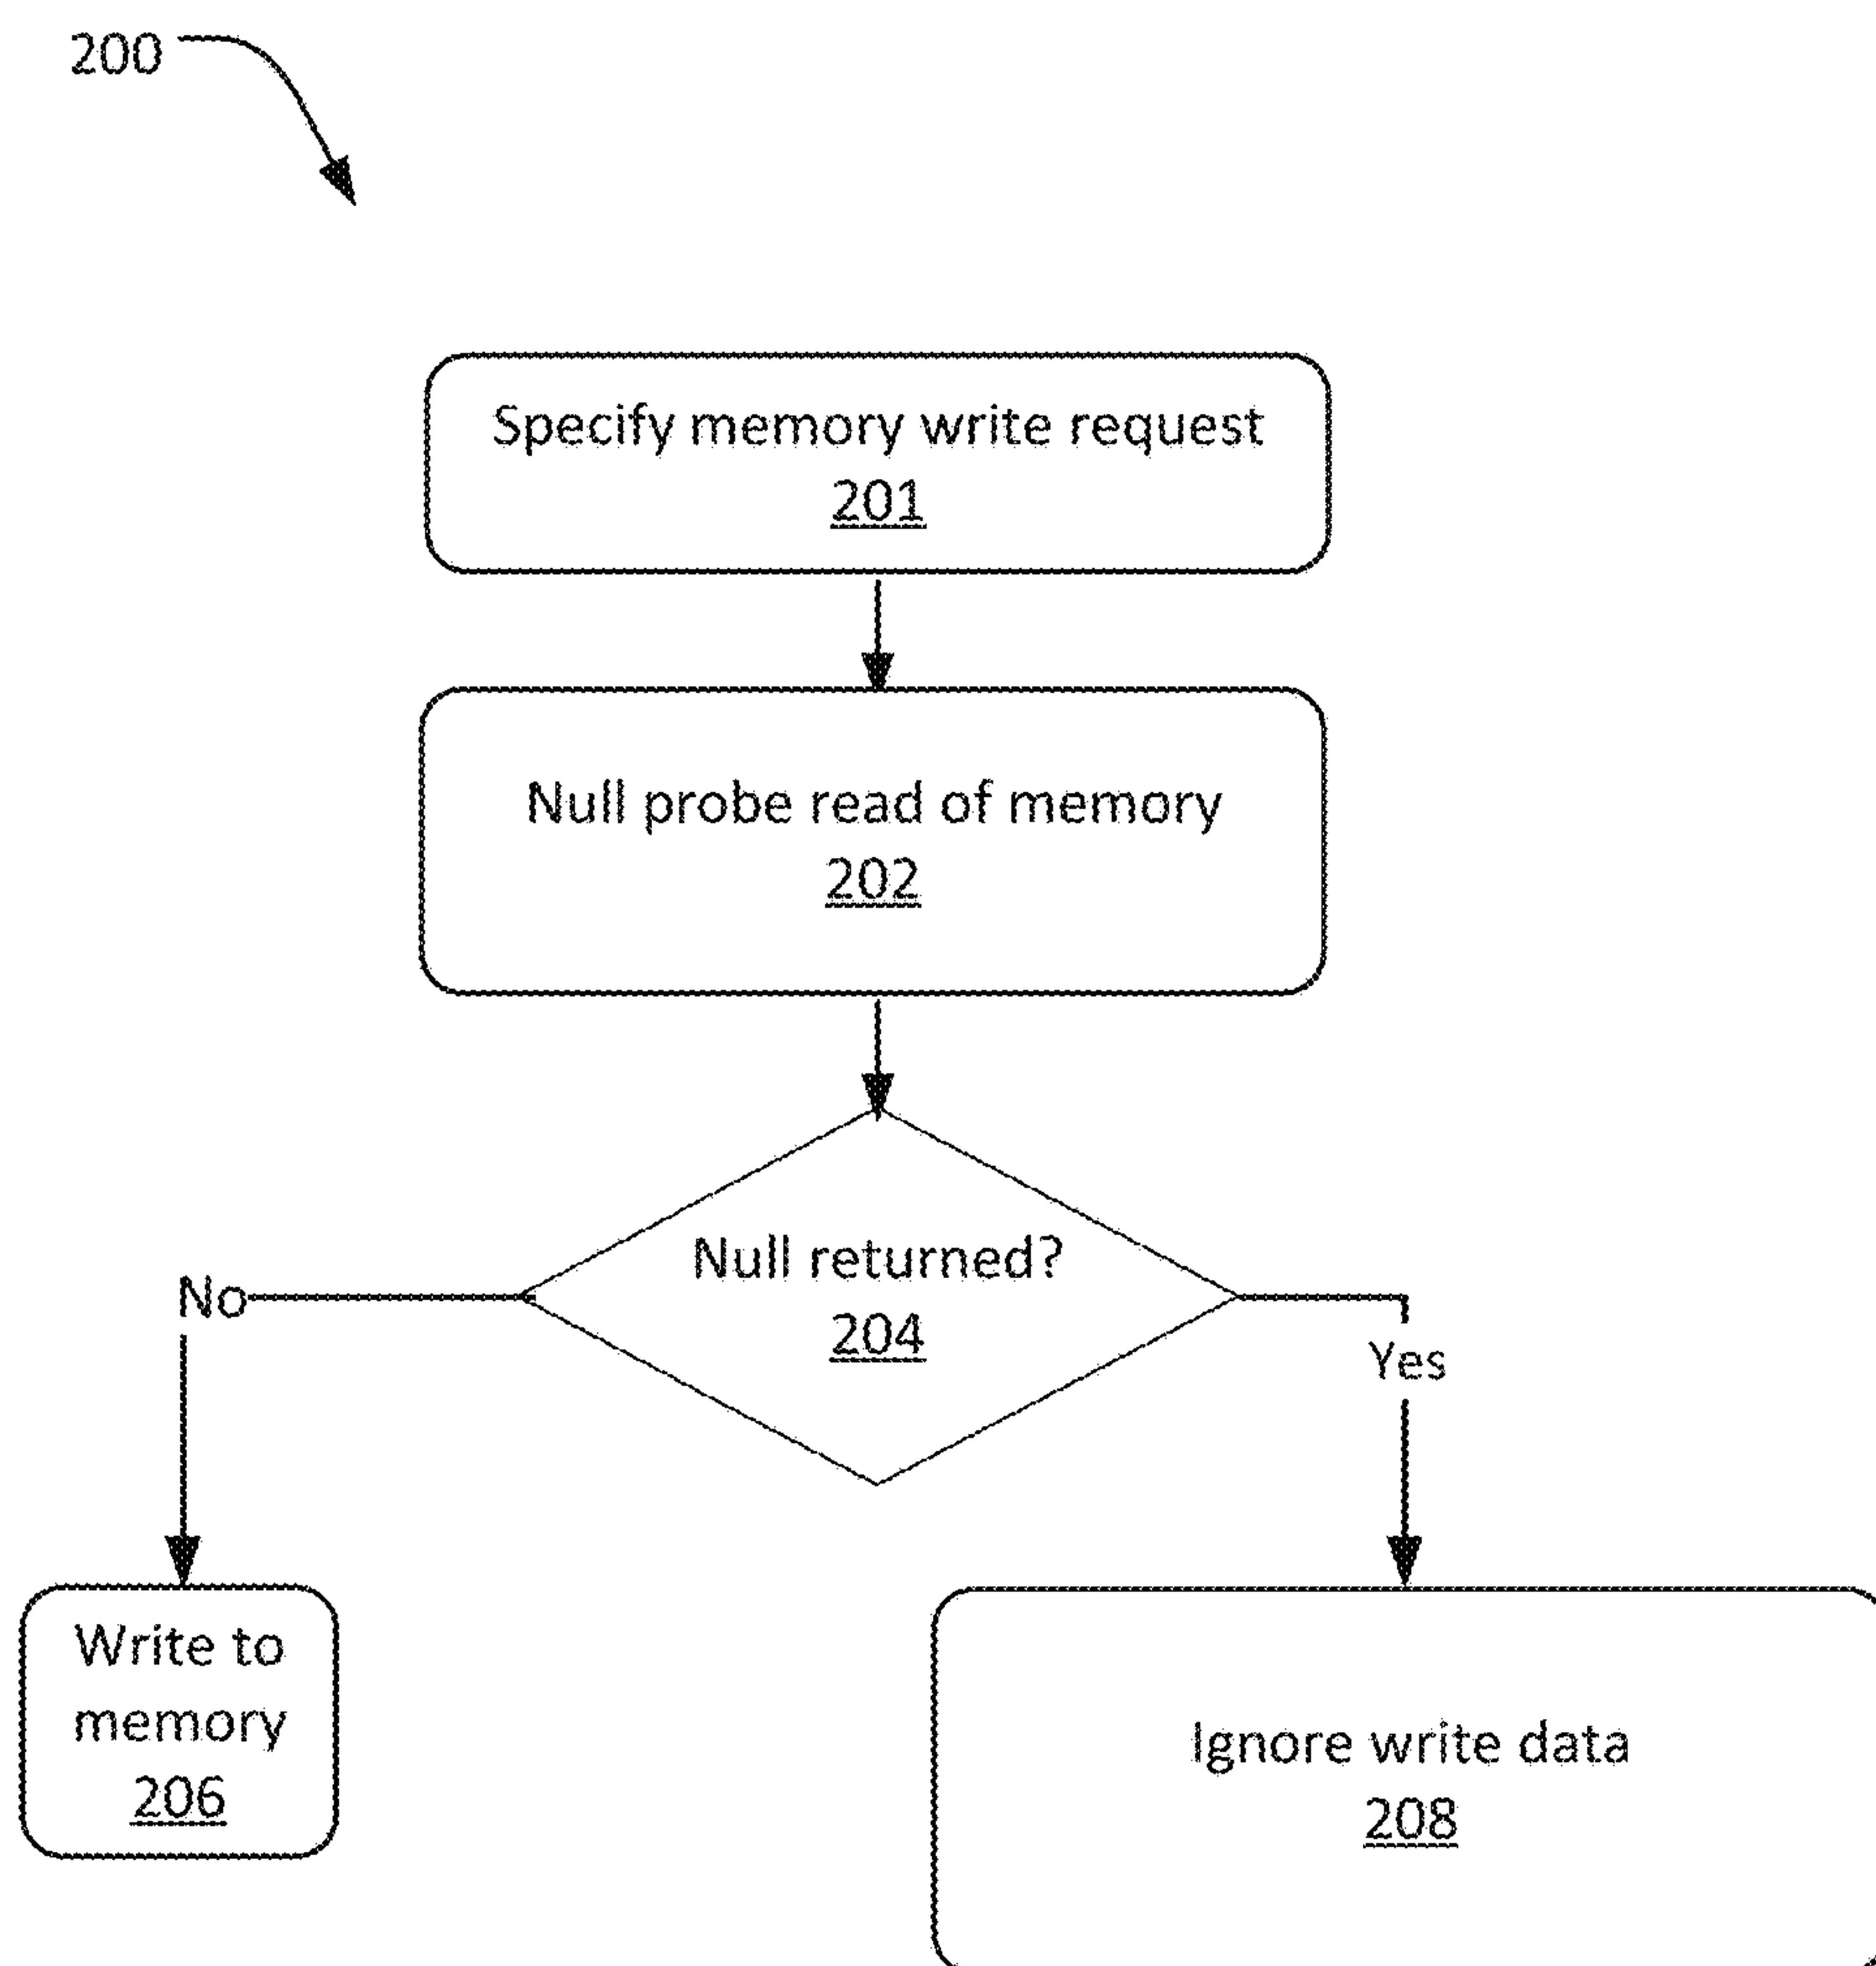 200
Specify memory write request
201
Null probe read of memory
202
Null returned?
204
No
Yes
Write to
memory
206
Ignore write data
208